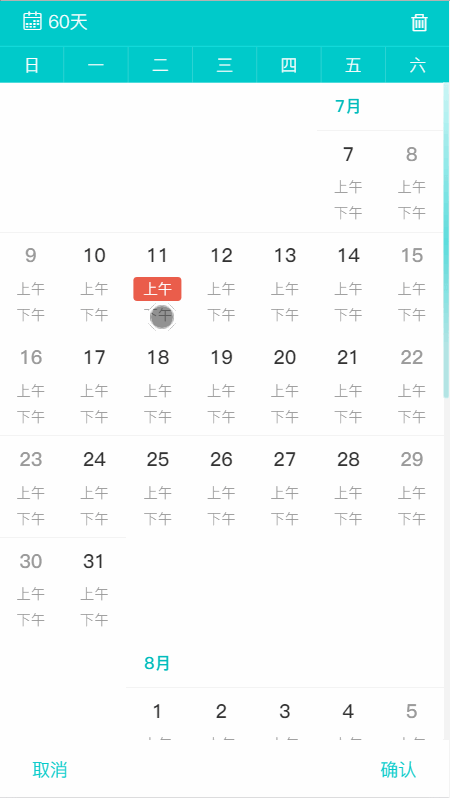 60天
日 一 二 三 四 五 六
7月
7 8
上午 上午
下午 下午
9 10 11 12 13 14 15
上午 上午 上午 上午 上午 上午 上午
下午 下午 下午 下午 下午 下午 下午
16 17 18 19 20 21 22
上午 上午 上午 上午 上午 上午 上午
下午 下午 下午 下午 下午 下午 下午
23 24 25 26 27 28 29
上午 上午 上午 上午 上午 上午 上午
下午 下午 下午 下午 下午 下午 下午
30 31
上午 上午
下午 下午
8月
1 2 3 4 5
取消 确认